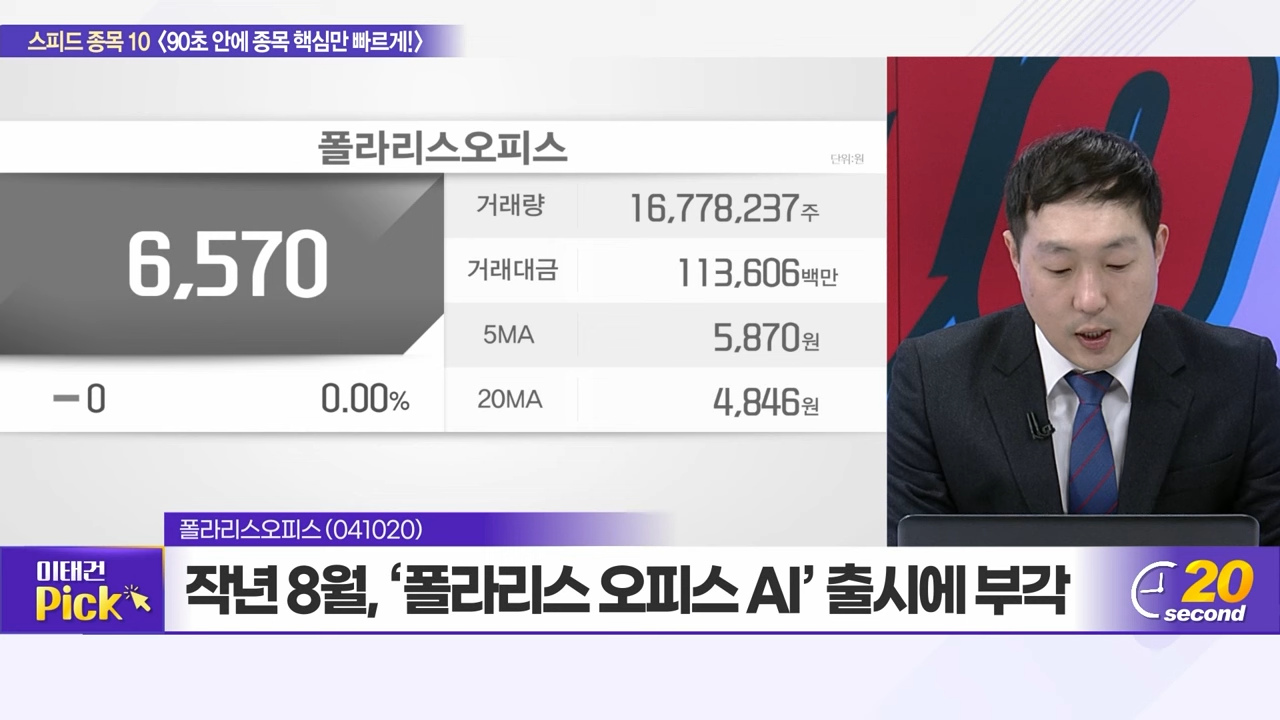 스피드 종목 10 〈90초 안에 종목 핵심만 빠르게!〉
폴라리스오피스
단위:원
6,570
0 0.00%
거래량 16,778,237주
거래대금 113,606백만
5MA 5,870원
20MA 4,846원
폴라리스오피스(041020)
이태건
Pick
작년 8월, ‘폴라리스 오피스 AI’ 출시에 부각
20
second